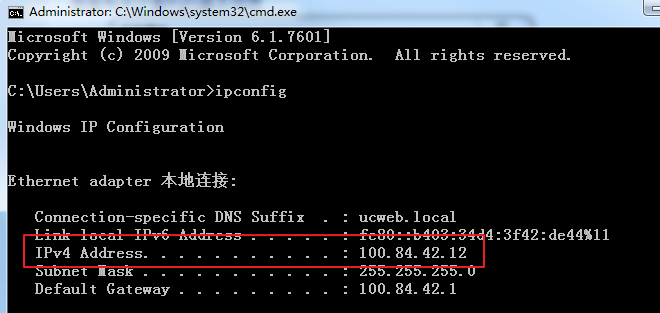 Administrator: C:\Windows\system32\cmd.exe
Microsoft Windows [Version 6.1.7601]
Copyright (c) 2009 Microsoft Corporation.  All rights reserved.
C:\Users\Administrator>ipconfig
Windows IP Configuration
Ethernet adapter 本地连接:
Connection-specific DNS Suffix  . : ucweb.local
Link-local IPv6 Address . . . . . : fe80::b403:34d4:3f42:de44%11
IPv4 Address. . . . . . . . . . . : 100.84.42.12
Subnet Mask . . . . . . . . . . . : 255.255.255.0
Default Gateway . . . . . . . . . : 100.84.42.1